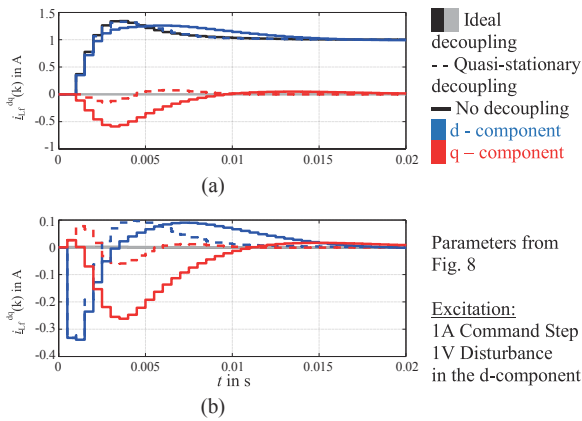 1.5
1
0.5
0
-0.5
-1
i_Lf^dq(k) in A
0
0.005
0.01
0.015
0.02
(a)
0.1
0
-0.1
-0.2
-0.3
-0.4
i_Lf^dq(k) in A
0
0.005
0.01
0.015
0.02
t in s
(b)
Ideal
decoupling
Quasi-stationary
decoupling
No decoupling
d - component
q – component
Parameters from
Fig. 8
Excitation:
1A Command Step
1V Disturbance
in the d-component